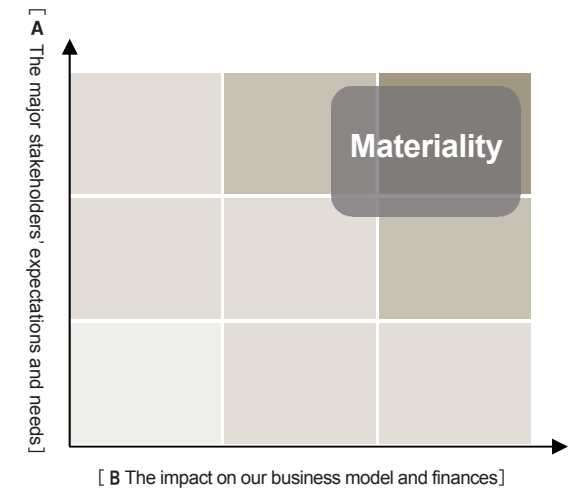 [ A The major stakeholders' expectations and needs]
Materiality
[ B The impact on our business model and finances]